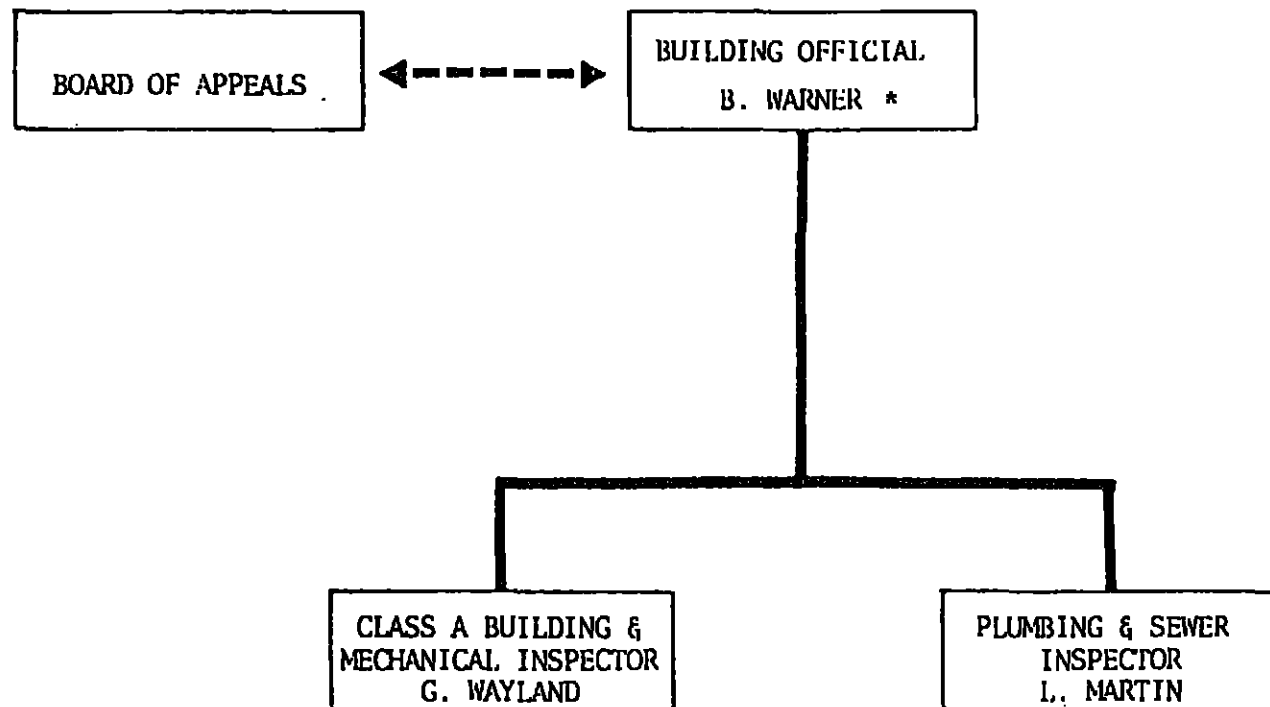 BOARD OF APPEALS
BUILDING OFFICIAL
B. WARNER *
CLASS A BUILDING &
MECHANICAL INSPECTOR
G. WAYLAND
PLUMBING & SEWER
INSPECTOR
L. MARTIN